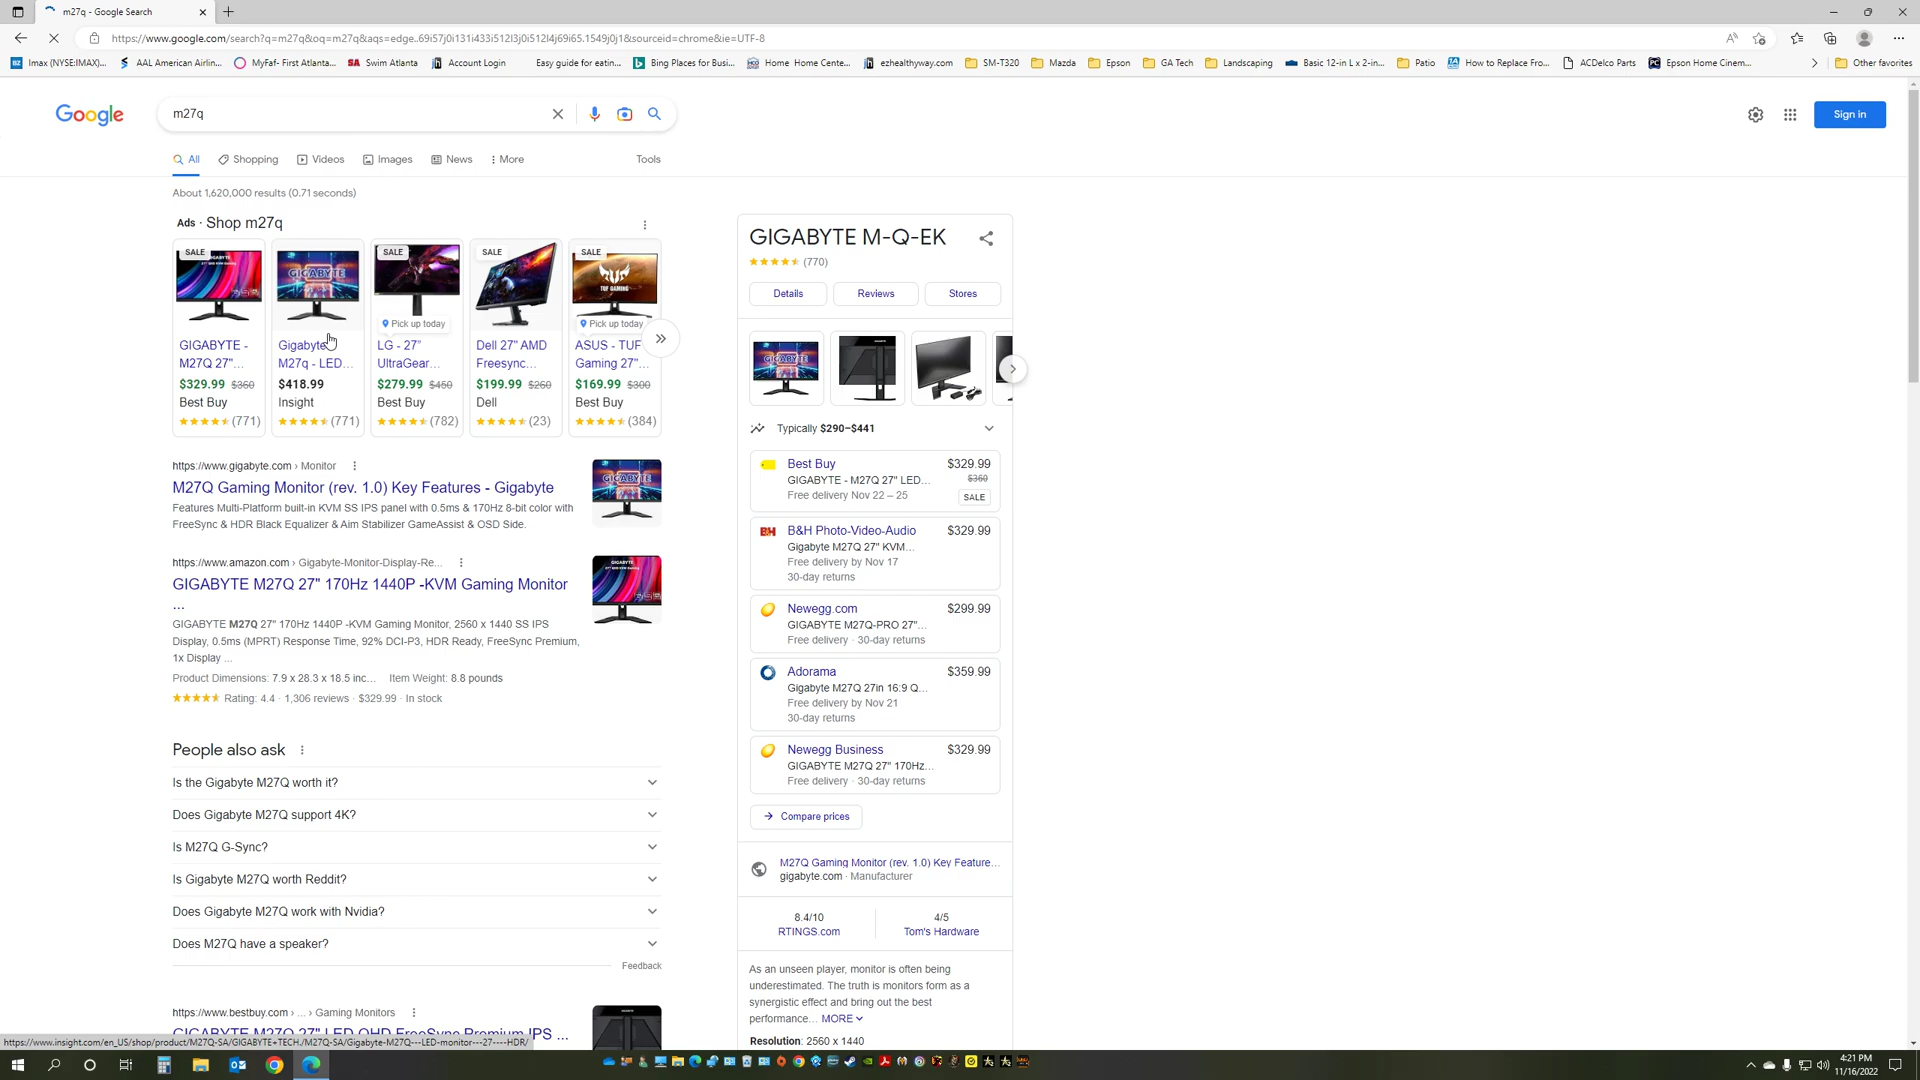 m27q - Google Search
https://www.google.com/search?q=m27q&oq=m27q&aqs=edge..69i57j0i131i433i512l3j0i512l4j69i65.1549j0j1&sourceid=chrome&ie=UTF-8
Imax (NYSE:IMAX)...
AAL American Airlin...
MyFaf- First Atlanta...
Swim Atlanta
Account Login
Easy guide for eatin...
Bing Places for Busi...
Home Home Cente...
ezhealthyway.com
SM-T320
Mazda
Epson
GA Tech
Landscaping
Basic 12-in L x 2-in...
Patio
How to Replace Fro...
ACDelco Parts
Epson Home Cinem...
Other favorites
Google
m27q
Sign in
All
Shopping
Videos
Images
News
More
Tools
About 1,620,000 results (0.71 seconds)
Ads · Shop m27q
SALE
GIGABYTE -
M27Q 27"...
$329.99 $360
Best Buy
(771)
GIGABYTE
Gigabyte
M27q - LED...
$418.99
Insight
(771)
SALE
Pick up today
LG - 27"
UltraGear...
$279.99 $450
Best Buy
(782)
SALE
Dell 27" AMD
Freesync...
$199.99 $260
Dell
(23)
SALE
TUF GAMING
Pick up today
ASUS - TUF
Gaming 27"...
$169.99 $300
Best Buy
(384)
https://www.gigabyte.com › Monitor
M27Q Gaming Monitor (rev. 1.0) Key Features - Gigabyte
Features Multi-Platform built-in KVM SS IPS panel with 0.5ms & 170Hz 8-bit color with
FreeSync & HDR Black Equalizer & Aim Stabilizer GameAssist & OSD Side.
GIGABYTE
https://www.amazon.com › Gigabyte-Monitor-Display-Re...
GIGABYTE M27Q 27" 170Hz 1440P -KVM Gaming Monitor
...
GIGABYTE M27Q 27" 170Hz 1440P -KVM Gaming Monitor, 2560 x 1440 SS IPS
Display, 0.5ms (MPRT) Response Time, 92% DCI-P3, HDR Ready, FreeSync Premium,
1x Display ...
Product Dimensions: 7.9 x 28.3 x 18.5 inc...   Item Weight: 8.8 pounds
Rating: 4.4 · 1,306 reviews · $329.99 · In stock
People also ask
Is the Gigabyte M27Q worth it?
Does Gigabyte M27Q support 4K?
Is M27Q G-Sync?
Is Gigabyte M27Q worth Reddit?
Does Gigabyte M27Q work with Nvidia?
Does M27Q have a speaker?
Feedback
https://www.bestbuy.com › ... › Gaming Monitors
GIGABYTE M27Q 27" LED QHD FreeSync Premium IPS ...
https://www.insight.com/en_US/shop/product/M27Q-SA/GIGABYTE+TECH./M27Q-SA/Gigabyte-M27Q---LED-monitor---27----HDR/
GIGABYTE M-Q-EK
(770)
Details
Reviews
Stores
GIGABYTE
Typically $290–$441
Best Buy $329.99
GIGABYTE - M27Q 27" LED... $360
Free delivery Nov 22 – 25 SALE
B&H Photo-Video-Audio $329.99
Gigabyte M27Q 27" KVM...
Free delivery by Nov 17
30-day returns
Newegg.com $299.99
GIGABYTE M27Q-PRO 27"...
Free delivery · 30-day returns
Adorama $359.99
Gigabyte M27Q 27in 16:9 Q...
Free delivery by Nov 21
30-day returns
Newegg Business $329.99
GIGABYTE M27Q 27" 170Hz...
Free delivery · 30-day returns
Compare prices
M27Q Gaming Monitor (rev. 1.0) Key Feature...
gigabyte.com · Manufacturer
8.4/10
RTINGS.com
4/5
Tom's Hardware
As an unseen player, monitor is often being
underestimated. The truth is monitors form as a
synergistic effect and bring out the best
performance... MORE
Resolution: 2560 x 1440
4:21 PM
11/16/2022